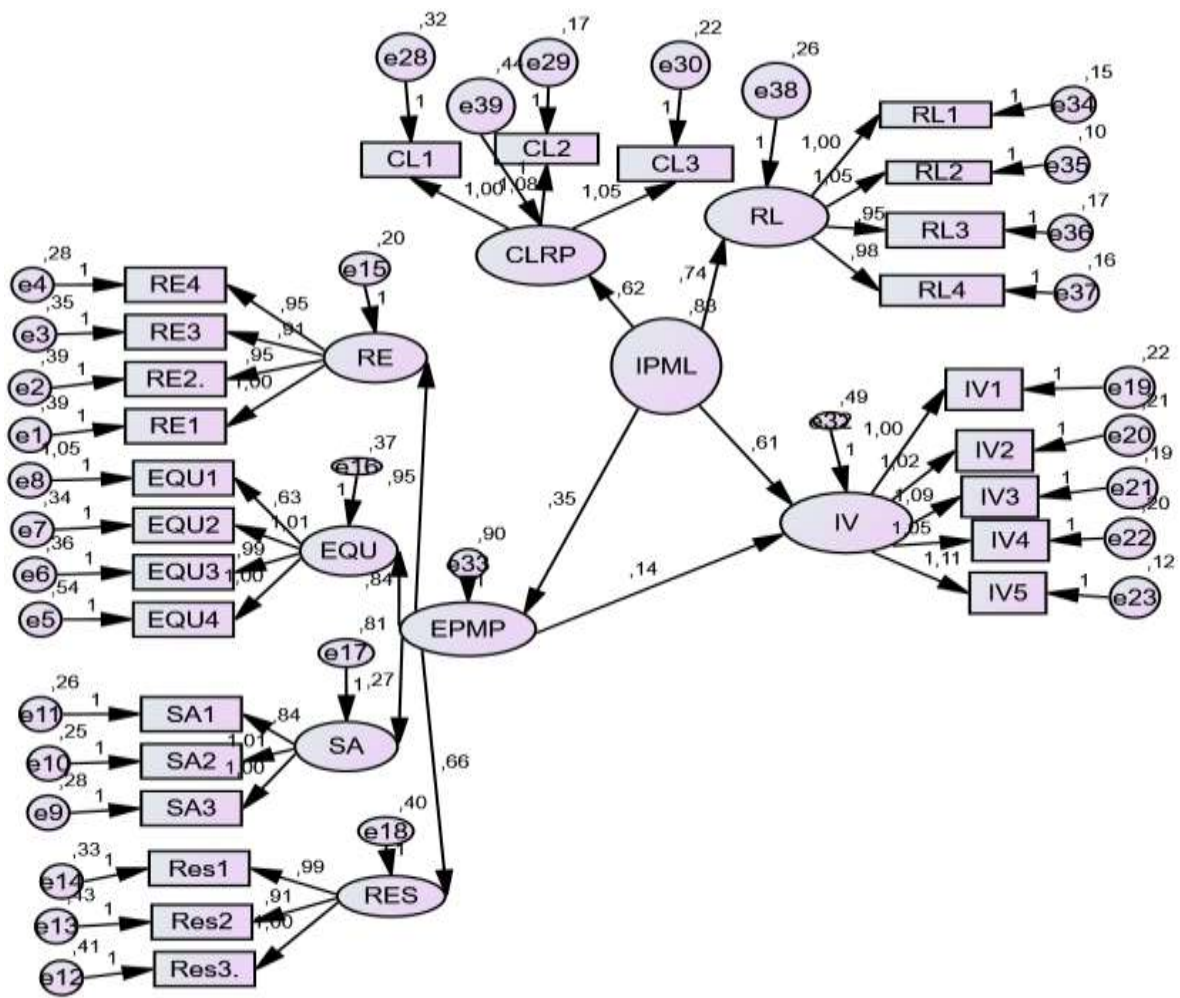 ,32
,17
,22
,26
e28
,44
e29
e30
e38
e39
1
1
1
1
CL1
CL2
CL3
1,00
1,08
1,05
CLRP
RL
,15
RL1
1
e34
1,00
,10
RL2
1
e35
1,05
,17
RL3
1
e36
,95
,16
RL4
1
e37
,98
,62
,74
,83
IPML
,28
e4
1
RE4
,95
,35
e3
1
RE3
,91
,39
e2
1
RE2.
,95
,39
e1
1
RE1
1,00
,20
e15
1
RE
1,05
e8
1
EQU1
,63
,34
e7
1
EQU2
1,01
,36
e6
1
EQU3
,99
,54
e5
1
EQU4
1,00
,37
e16
1
EQU
,95
,84
,35
,61
,14
,90
e33
1
EPMP
,49
e32
1
IV
,22
IV1
1
e19
1,00
,21
IV2
1
e20
1,02
,19
IV3
1
e21
1,09
,20
IV4
1
e22
1,05
,12
IV5
1
e23
1,11
,81
e17
1
,27
SA
,26
e11
1
SA1
,84
,25
e10
1
SA2
1,01
,28
e9
1
SA3
1,00
,66
,40
e18
1
RES
,33
e14
1
Res1
,99
,43
e13
1
Res2
,91
,41
e12
1
Res3.
1,00